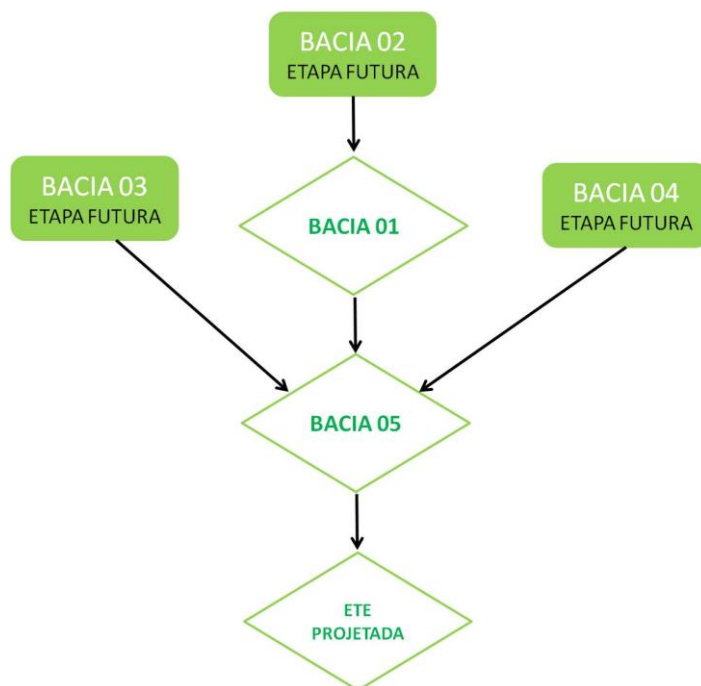 BACIA 02
ETAPA FUTURA
BACIA 03
ETAPA FUTURA
BACIA 01
BACIA 04
ETAPA FUTURA
BACIA 05
ETE
PROJETADA